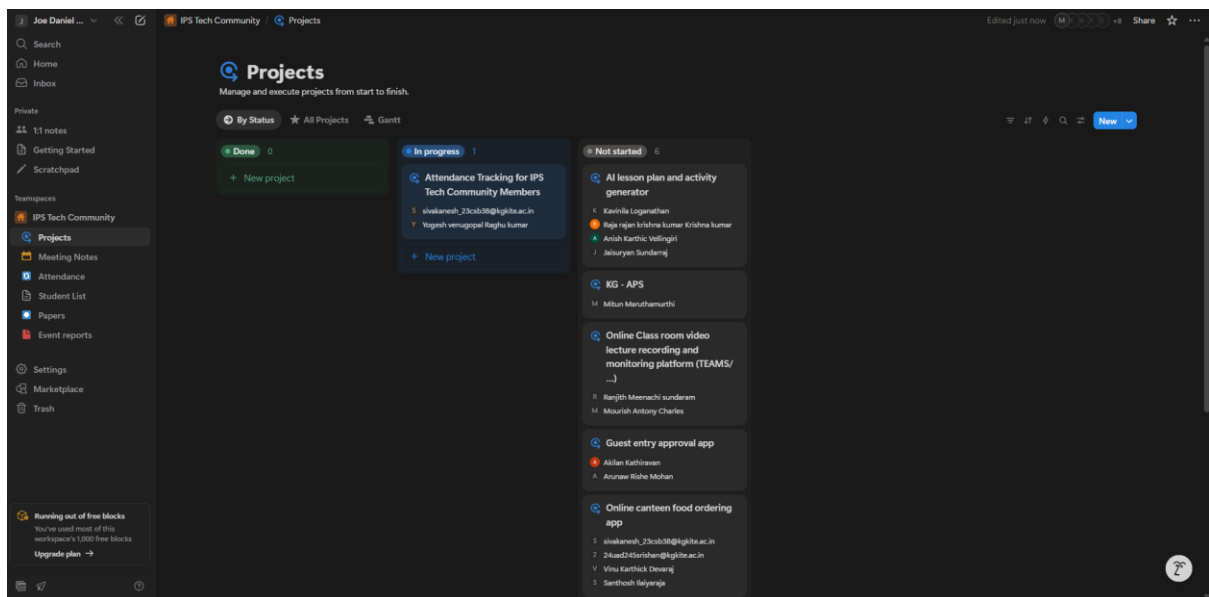 J Joe Daniel ...
Search
Home
Inbox
Private
1:1 notes
Getting Started
Scratchpad
Teamspaces
IPS Tech Community
Projects
Meeting Notes
Attendance
Student List
Papers
Event reports
Settings
Marketplace
Trash
Running out of free blocks
You've used most of this
workspace's 1,000 free blocks
Upgrade plan →
IPS Tech Community / Projects
Edited just now M +8 Share
Projects
Manage and execute projects from start to finish.
By Status All Projects Gantt
New
Done 0
+ New project
In progress 1
Attendance Tracking for IPS
Tech Community Members
S sivakanesh_23csb38@kgkite.ac.in
Y Yogesh venugopal Raghu kumar
+ New project
Not started 6
AI lesson plan and activity
generator
K Kavinila Loganathan
Raja rajan krishna kumar Krishna kumar
A Anish Karthic Vellingiri
J Jaisuryan Sundarraj
KG - APS
M Mitun Maruthamurthi
Online Class room video
lecture recording and
monitoring platform (TEAMS/
...)
R Ranjith Meenachi sundaram
M Mourish Antony Charles
Guest entry approval app
A Akilan Kathiravan
A Arunaw Rishe Mohan
Online canteen food ordering
app
S sivakanesh_23csb38@kgkite.ac.in
2 24uad245srishan@kgkite.ac.in
V Vinu Karthick Devaraj
S Santhosh Ilaiyaraja